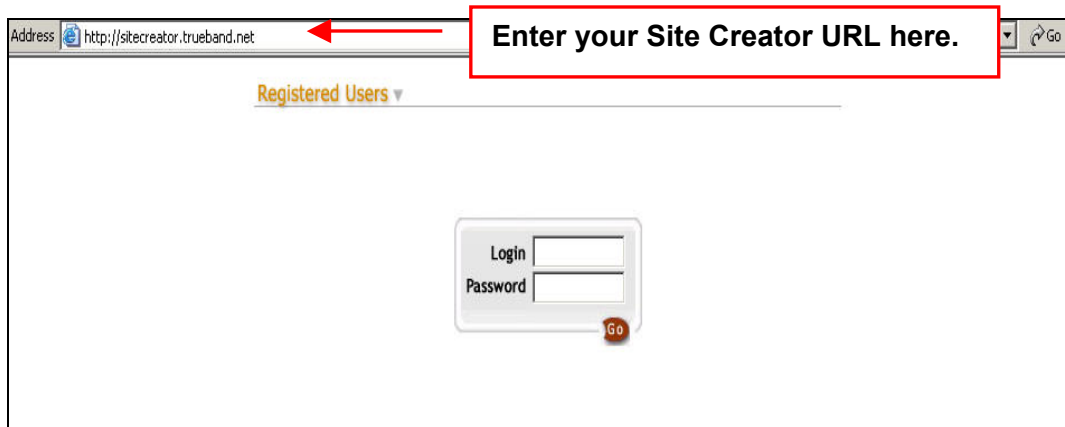 Address http://sitecreator.trueband.net
Enter your Site Creator URL here.
Go
Registered Users
Login
Password
Go